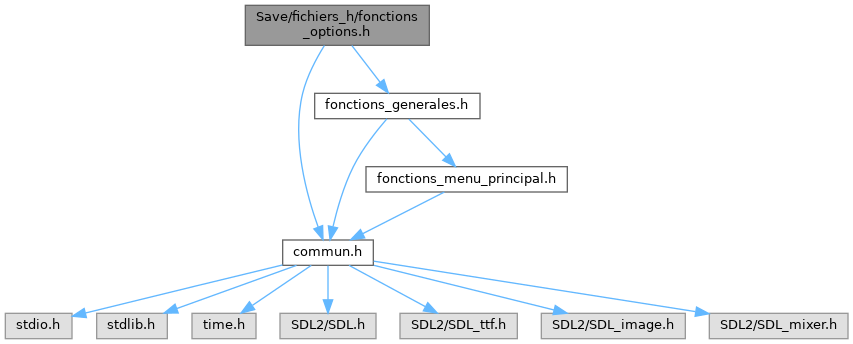 Save/fichiers_h/fonctions
_options.h
fonctions_generales.h
fonctions_menu_principal.h
commun.h
stdio.h
stdlib.h
time.h
SDL2/SDL.h
SDL2/SDL_ttf.h
SDL2/SDL_image.h
SDL2/SDL_mixer.h